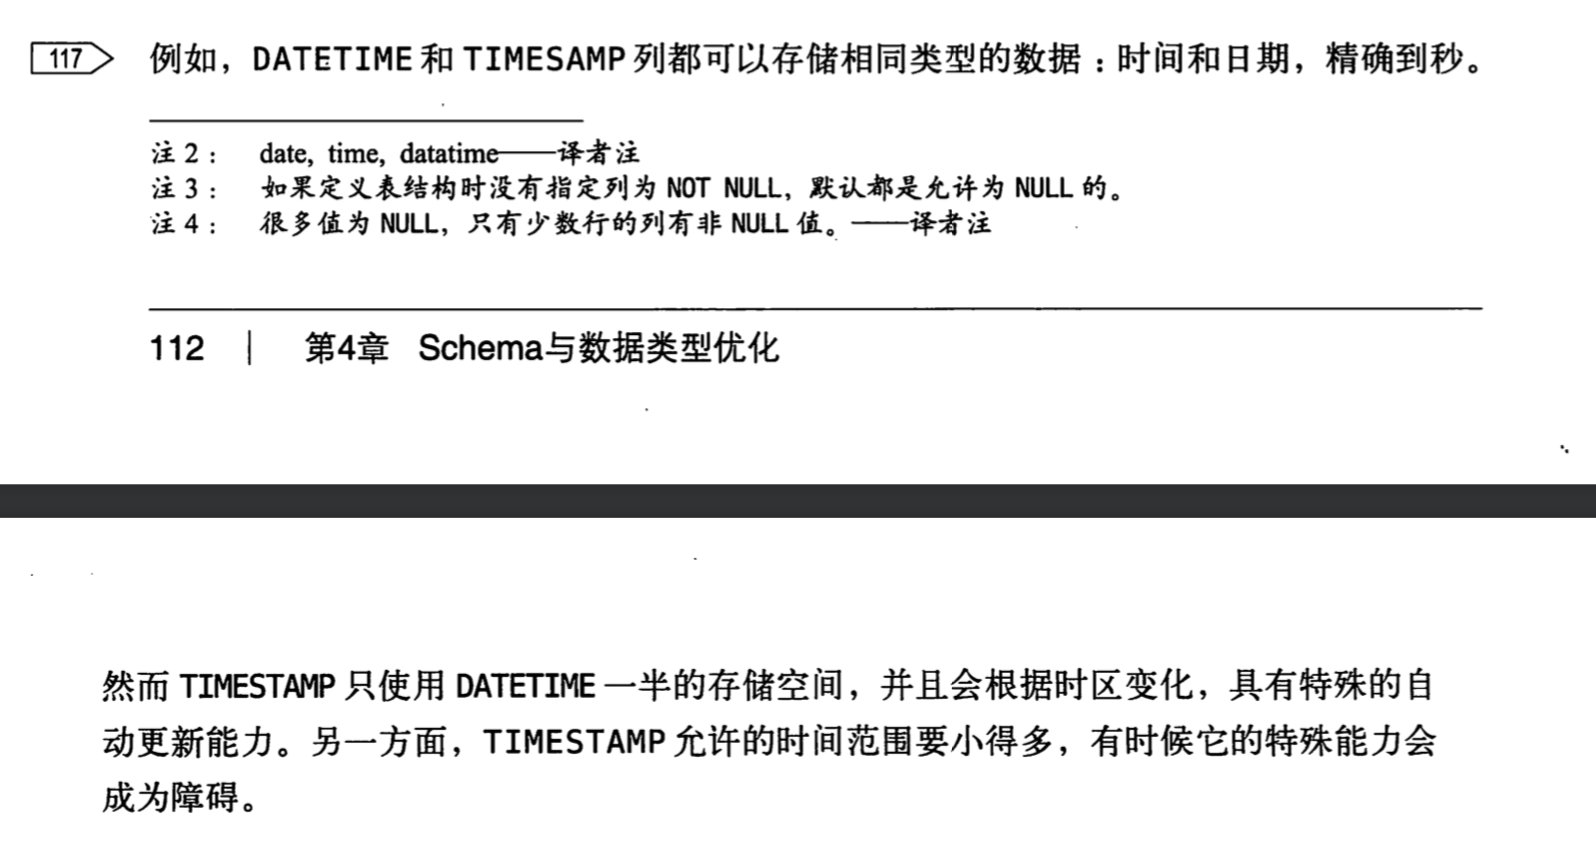 117 例如，DATETIME 和 TIMESAMP 列都可以存储相同类型的数据：时间和日期，精确到秒。
注 2： date, time, datatime——译者注
注 3： 如果定义表结构时没有指定列为 NOT NULL，默认都是允许为 NULL 的。
注 4： 很多值为 NULL，只有少数行的列有非 NULL 值。——译者注
112 | 第4章 Schema与数据类型优化
然而 TIMESTAMP 只使用 DATETIME 一半的存储空间，并且会根据时区变化，具有特殊的自
动更新能力。另一方面，TIMESTAMP 允许的时间范围要小得多，有时候它的特殊能力会
成为障碍。